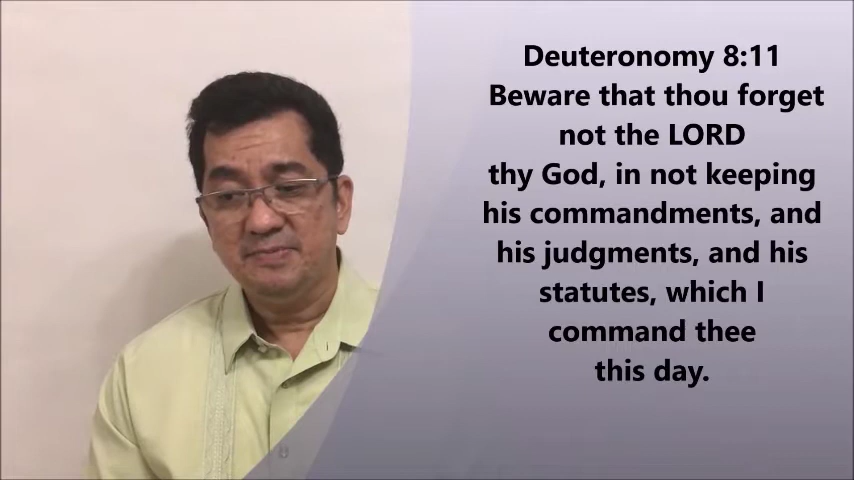 Deuteronomy 8:11
Beware that thou forget
not the LORD
thy God, in not keeping
his commandments, and
his judgments, and his
statutes, which I
command thee
this day.